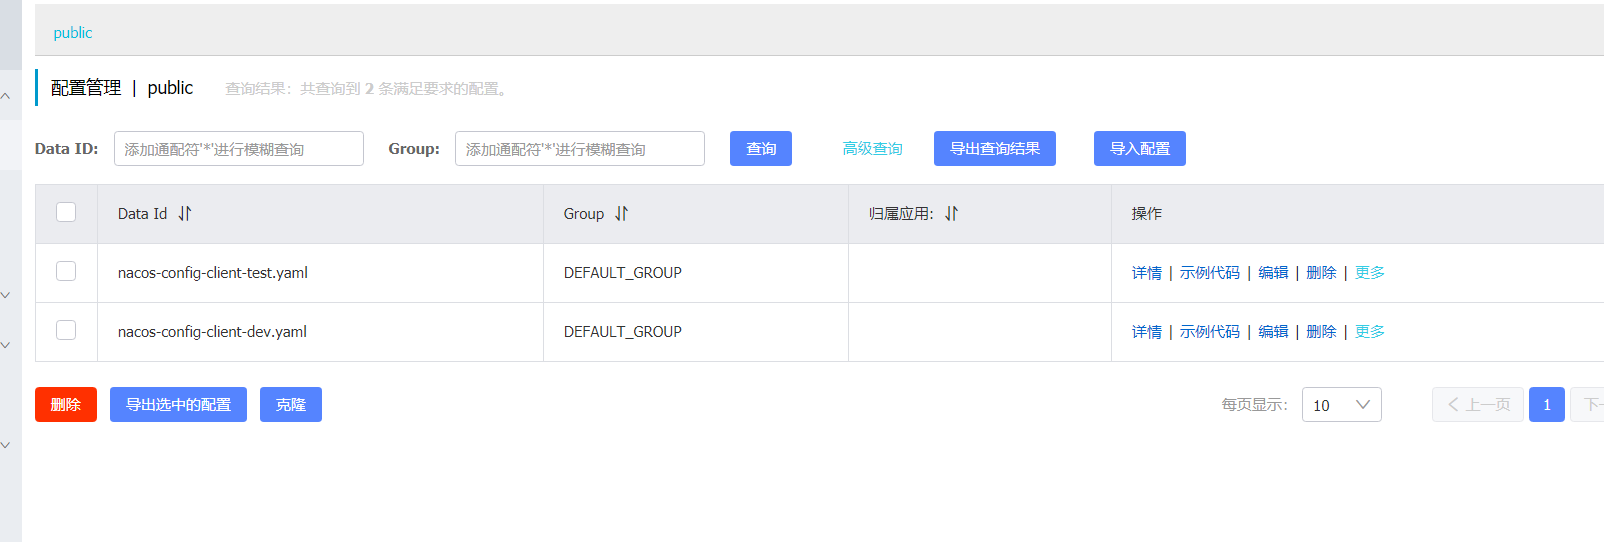 public
配置管理 | public 查询结果：共查询到 2 条满足要求的配置。
Data ID: 添加通配符'*'进行模糊查询 Group: 添加通配符'*'进行模糊查询 查询 高级查询 导出查询结果 导入配置
Data Id Group 归属应用: 操作
nacos-config-client-test.yaml DEFAULT_GROUP 详情 | 示例代码 | 编辑 | 删除 | 更多
nacos-config-client-dev.yaml DEFAULT_GROUP 详情 | 示例代码 | 编辑 | 删除 | 更多
删除 导出选中的配置 克隆 每页显示: 10 上一页 1 下一